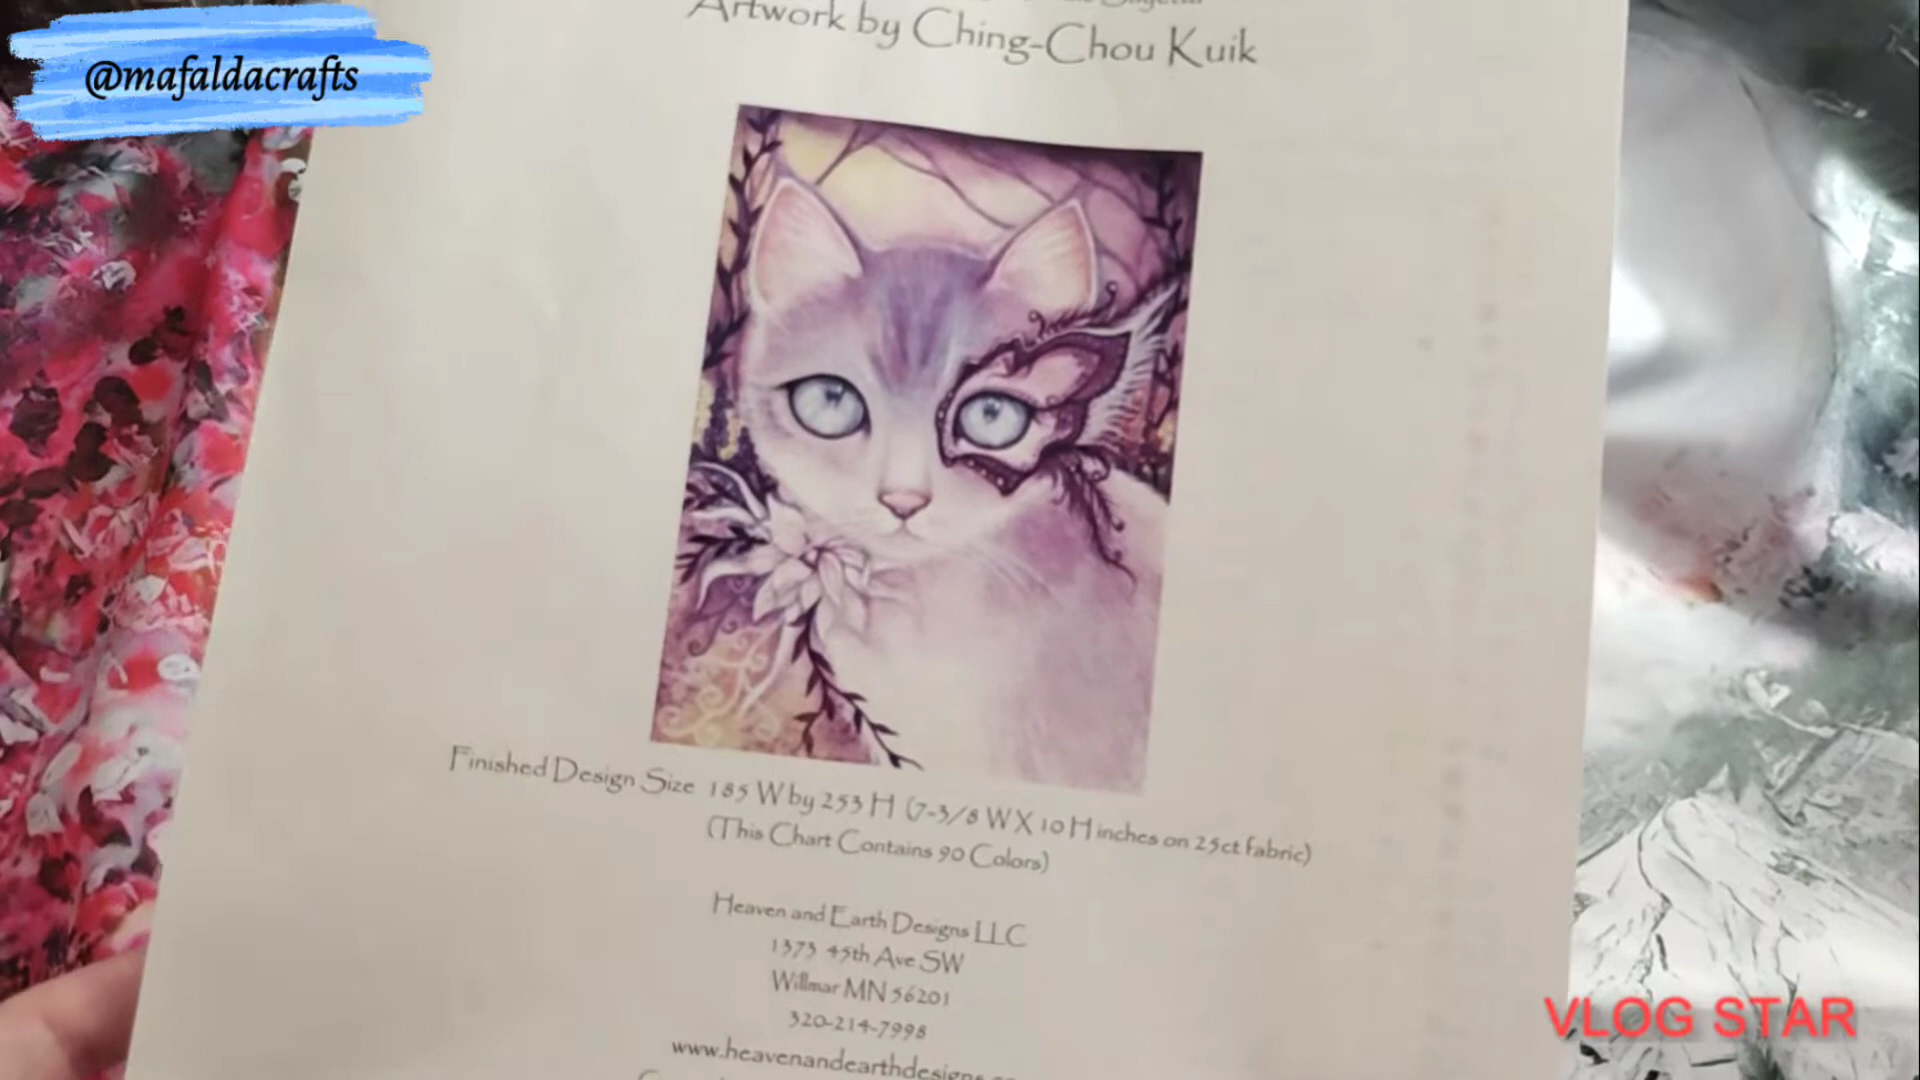 @mafaldacrafts
Artwork by Ching-Chou Kuik
Finished Design Size 185 W by 253 H (7-3/8 W X 10 H inches on 25ct fabric)
(This Chart Contains 90 Colors)
Heaven and Earth Designs LLC
1373 45th Ave SW
Willmar MN 56201
320-214-7998
www.heavenandearthdesigns
VLOG STAR